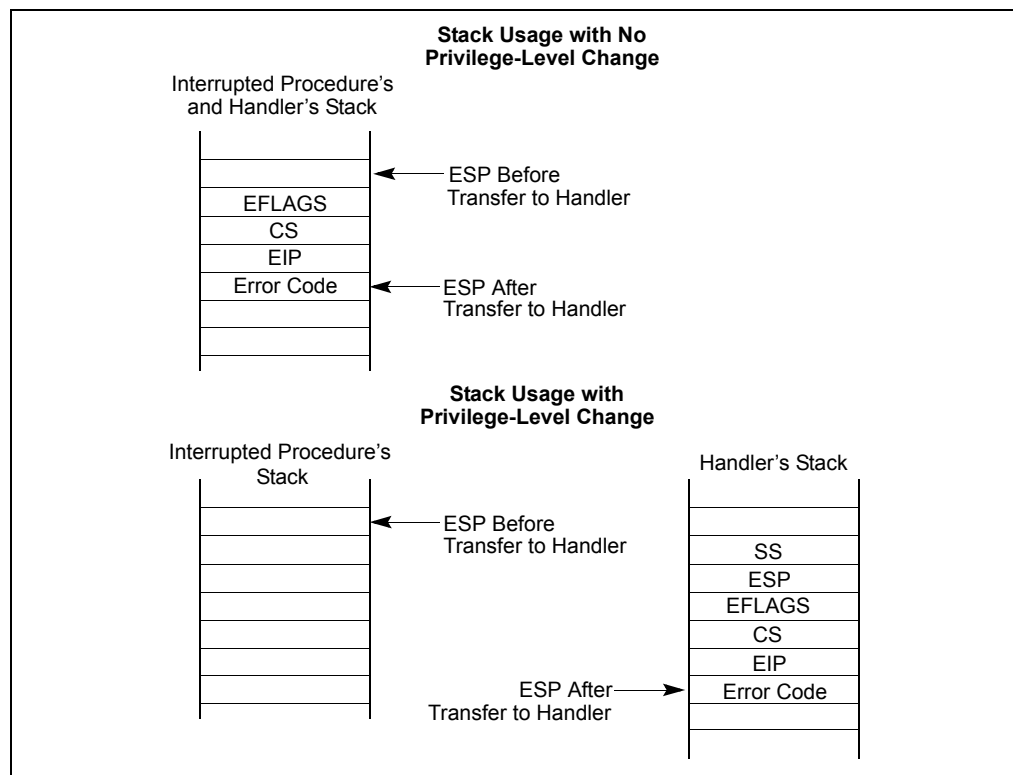 Stack Usage with No
Privilege-Level Change
Interrupted Procedure’s
and Handler’s Stack
ESP Before
Transfer to Handler
EFLAGS
CS
EIP
Error Code
ESP After
Transfer to Handler
Stack Usage with
Privilege-Level Change
Interrupted Procedure’s
Stack
Handler’s Stack
ESP Before
Transfer to Handler
SS
ESP
EFLAGS
CS
EIP
ESP After
Transfer to Handler
Error Code